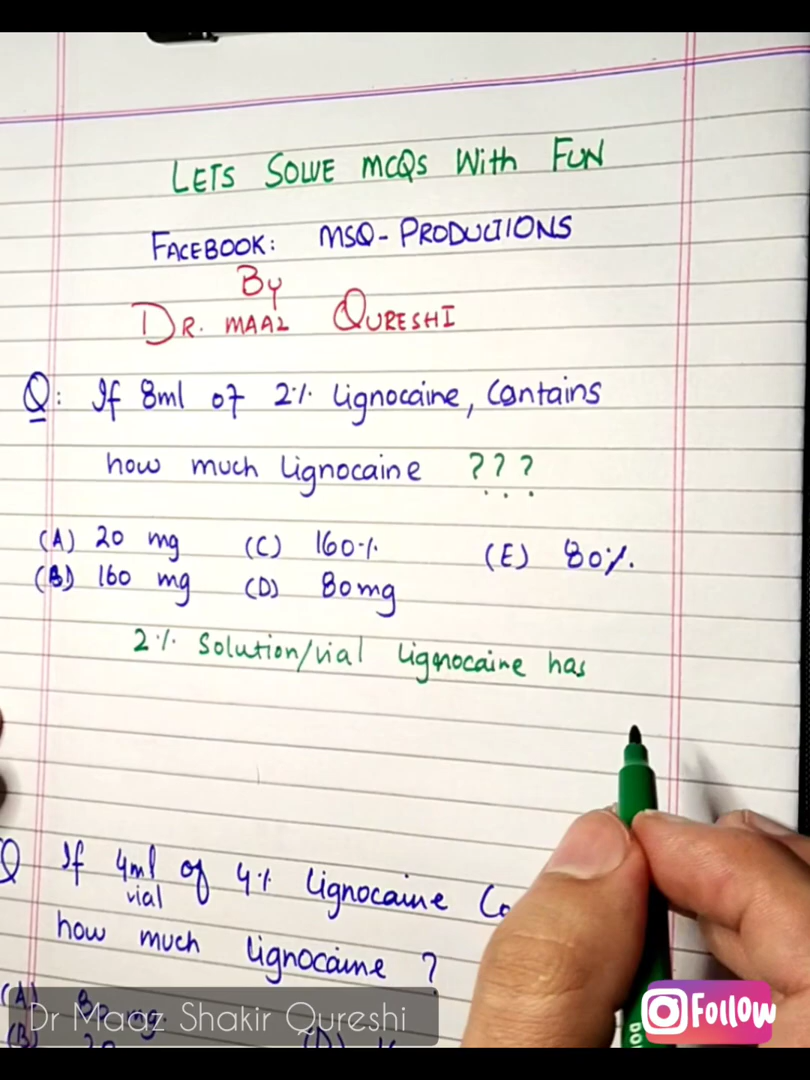 LETS SOLVE MCQs With FUN
FACEBOOK: MSQ-PRODUCTIONS
By
DR. MAAZ QURESHI
Q: If 8ml of 2% lignocaine, Contains
how much lignocaine ???
(A) 20 mg (C) 160% (E) 80%.
(B) 160 mg (D) 80mg
2% Solution/vial lignocaine has
Q If 4ml of 4% lignocaine
vial
how much lignocaine ?
(A)
Dr Maaz Shakir Qureshi
(B)
Follow